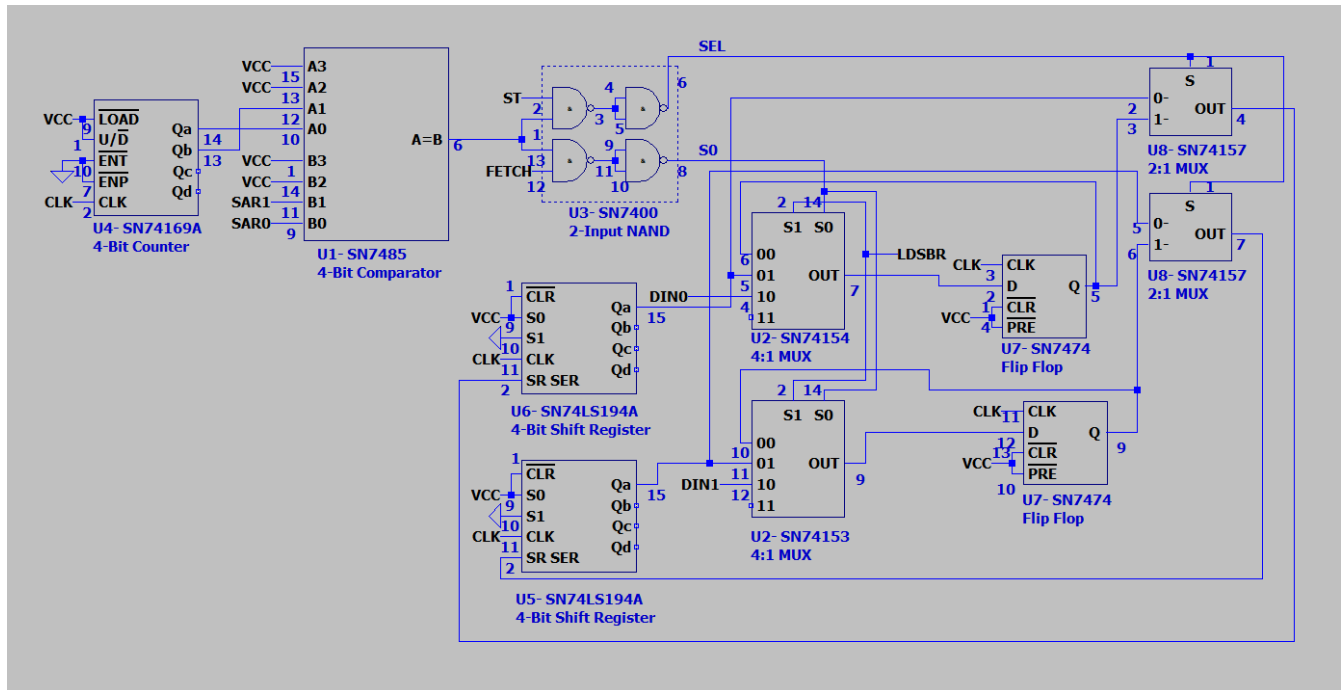 SEL
VCC
15
A3
VCC
13
A2
12
A1
10
A0
VCC
1
B3
VCC
14
B2
SAR1
11
B1
SAR0
9
B0
A=B
6
U1- SN7485
4-Bit Comparator
VCC
9
LOAD
1
U/D
10
ENT
7
ENP
CLK
2
CLK
Qa
14
Qb
13
Qc
Qd
U4- SN74169A
4-Bit Counter
ST
2
1
3
4
5
6
FETCH
13
12
11
9
10
8
S0
U3- SN7400
2-Input NAND
2
14
S1
S0
00
6
01
5
DIN0
10
4
11
OUT
7
LDSBR
U2- SN74154
4:1 MUX
1
CLR
VCC
S0
9
S1
10
CLK
CLK
11
SR SER
2
Qa
15
Qb
Qc
Qd
U6- SN74LS194A
4-Bit Shift Register
2
14
S1
S0
00
10
01
11
DIN1
10
12
11
OUT
9
U2- SN74153
4:1 MUX
1
CLR
VCC
S0
9
S1
10
CLK
CLK
11
SR SER
2
Qa
15
Qb
Qc
Qd
U5- SN74LS194A
4-Bit Shift Register
CLK
3
CLK
D
2
1
CLR
VCC
4
PRE
Q
5
U7- SN7474
Flip Flop
CLK
11
CLK
D
12
13
CLR
VCC
10
PRE
Q
9
U7- SN7474
Flip Flop
1
S
0-
2
1-
3
OUT
4
U8- SN74157
2:1 MUX
1
S
0-
5
1-
6
OUT
7
U8- SN74157
2:1 MUX